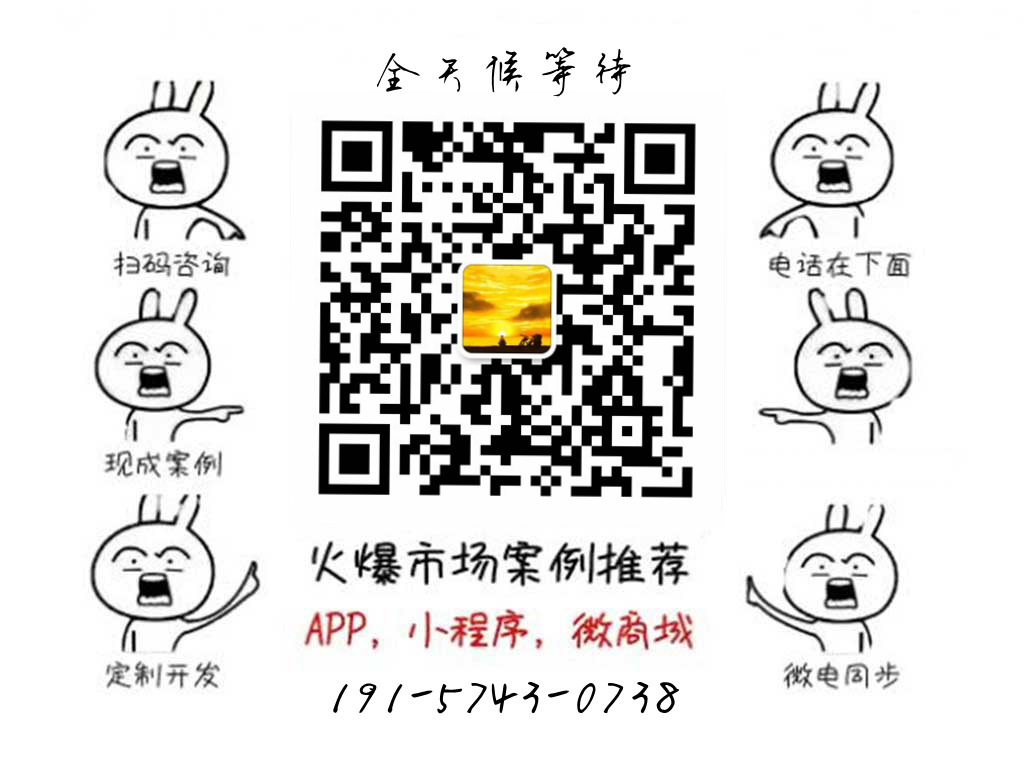 全天候等待
扫码咨询
电话在下面
现成案例
火爆市场案例推荐
APP，小程序，微商城
定制开发
微电同步
191-5743-0738